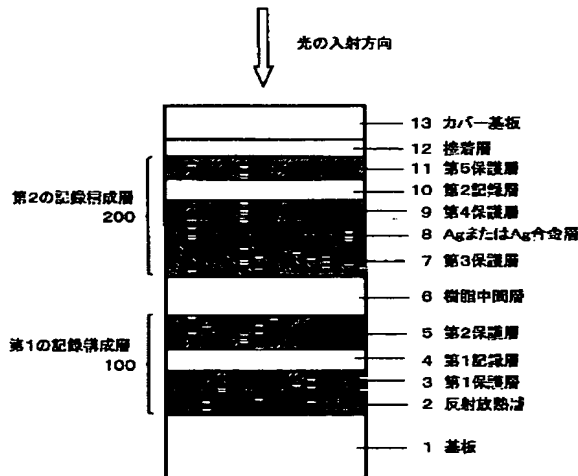 光の入射方向
13 カバー基板
12 接着層
11 第5保護層
第2の記録構成層
200
10 第2記録層
9 第4保護層
8 AgまたはAg合金層
7 第3保護層
6 樹脂中間層
第1の記録構成層
100
5 第2保護層
4 第1記録層
3 第1保護層
2 反射放熱層
1 基板